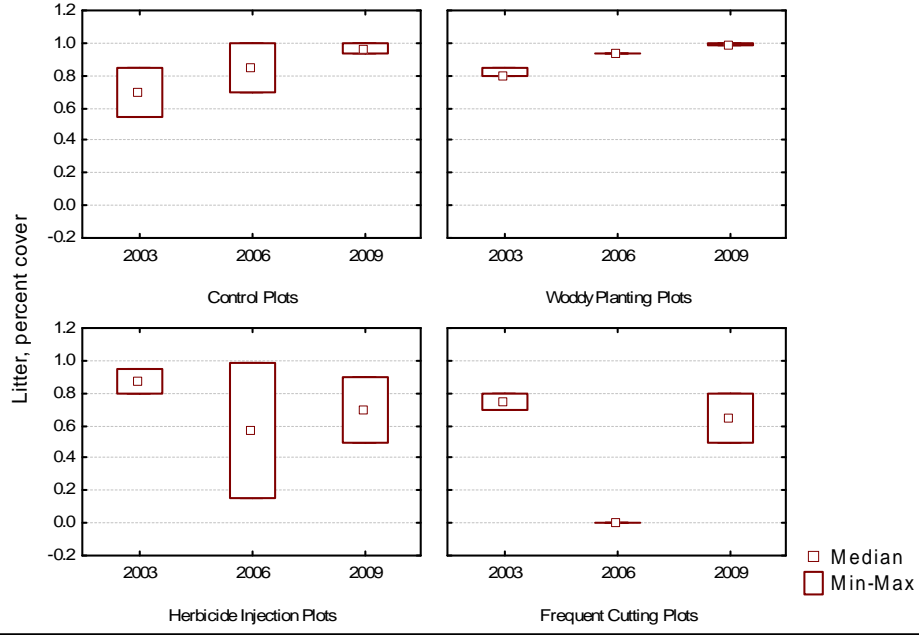 Litter, percent cover
1.2
1.0
0.8
0.6
0.4
0.2
0.0
-0.2
2003 2006 2009
Control Plots
2003 2006 2009
Woddy Planting Plots
1.2
1.0
0.8
0.6
0.4
0.2
0.0
-0.2
2003 2006 2009
Herbicide Injection Plots
2003 2006 2009
Frequent Cutting Plots
Median
Min-Max